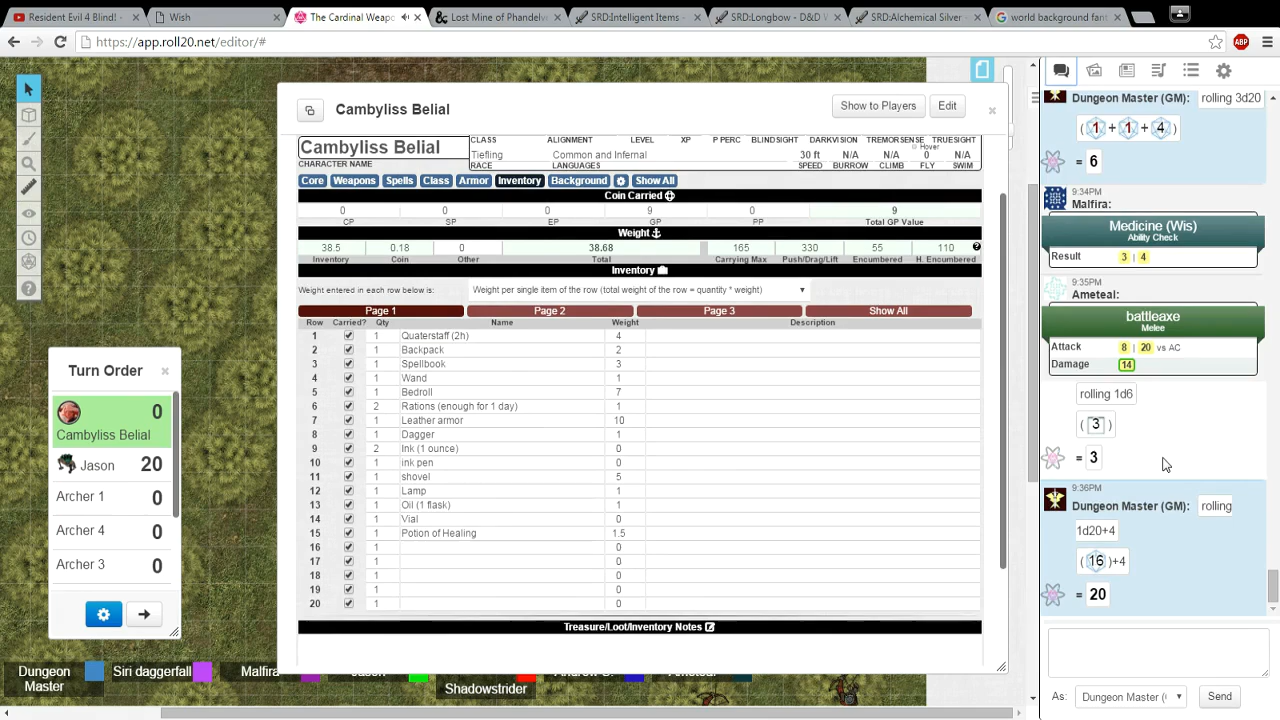 Resident Evil 4 Blind!
Wish
The Cardinal Weapo
Lost Mine of Phandelv
SRD:Intelligent Items -
SRD:Longbow - D&D W
SRD:Alchemical Silver -
world background fant
https://app.roll20.net/editor/#
ABP
Cambyliss Belial
Show to Players
Edit
Cambyliss Belial
CHARACTER NAME
CLASS ALIGNMENT LEVEL XP P PERC BLINDSIGHT DARKVISION TREMORSENSE TRUESIGHT
Hover
Tiefling Common and Infernal 30 ft N/A N/A 0 N/A
RACE LANGUAGES SPEED BURROW CLIMB FLY SWIM
Core Weapons Spells Class Armor Inventory Background Show All
Coin Carried
0 0 0 9 0 9
CP SP EP GP PP Total GP Value
Weight
38.5 0.18 0 38.68 165 330 55 110
Inventory Coin Other Total Carrying Max Push/Drag/Lift Encumbered H. Encumbered
Inventory
Weight entered in each row below is: Weight per single item of the row (total weight of the row = quantity * weight)
Page 1 Page 2 Page 3 Show All
Row Carried? Qty Name Weight Description
1 1 Quaterstaff (2h) 4
2 1 Backpack 2
3 1 Spellbook 3
4 1 Wand 1
5 1 Bedroll 7
6 2 Rations (enough for 1 day) 1
7 1 Leather armor 10
8 1 Dagger 1
9 2 Ink (1 ounce) 0
10 1 ink pen 0
11 1 shovel 5
12 1 Lamp 1
13 1 Oil (1 flask) 1
14 1 Vial 0
15 1 Potion of Healing 1.5
16 1 0
17 1 0
18 1 0
19 1 0
20 1 0
Treasure/Loot/Inventory Notes
Turn Order
0
Cambyliss Belial
Jason 20
Archer 1 0
Archer 4 0
Archer 3 0
Dungeon Master
Siri daggerfall
Malfira
Jason
Shadowstrider
Andrew S.
Ameteal
Dungeon Master (GM): rolling 3d20
(1+1+4)
= 6
9:34PM
Malfira:
Medicine (Wis)
Ability Check
Result 3 | 4
9:35PM
Ameteal:
battleaxe
Melee
Attack 8 | 20 vs AC
Damage 14
rolling 1d6
(3)
= 3
9:36PM
Dungeon Master (GM): rolling
1d20+4
(16)+4
= 20
As: Dungeon Master (
Send